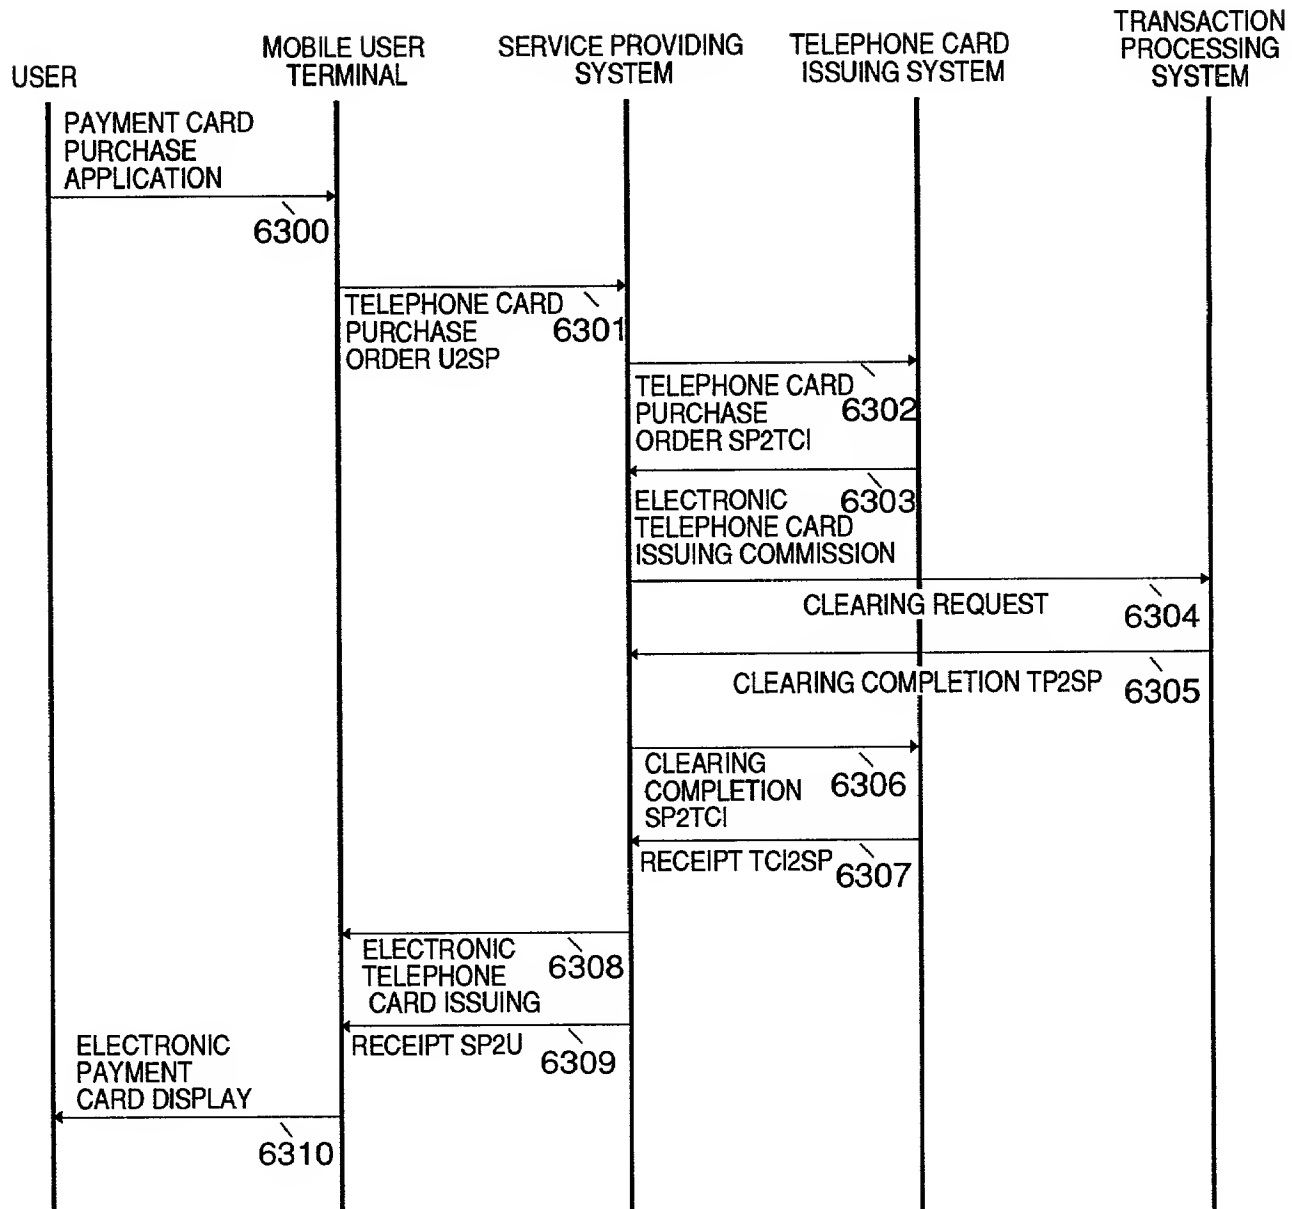 USER
MOBILE USER
TERMINAL
SERVICE PROVIDING
SYSTEM
TELEPHONE CARD
ISSUING SYSTEM
TRANSACTION
PROCESSING
SYSTEM
PAYMENT CARD
PURCHASE
APPLICATION
6300
TELEPHONE CARD
PURCHASE
ORDER U2SP
6301
TELEPHONE CARD
PURCHASE
ORDER SP2TCI
6302
ELECTRONIC
TELEPHONE CARD
ISSUING COMMISSION
6303
CLEARING REQUEST
6304
CLEARING COMPLETION TP2SP
6305
CLEARING
COMPLETION
SP2TCI
6306
RECEIPT TCI2SP
6307
ELECTRONIC
TELEPHONE
CARD ISSUING
6308
RECEIPT SP2U
6309
ELECTRONIC
PAYMENT
CARD DISPLAY
6310